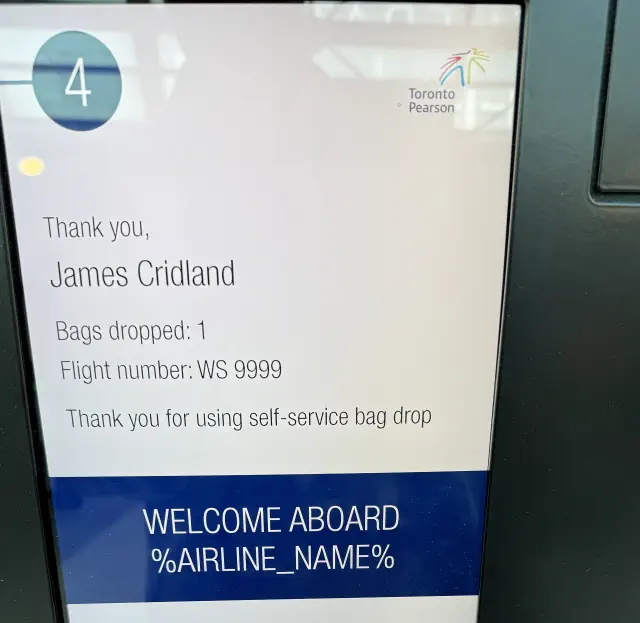 4
Toronto
Pearson
Thank you,
James Cridland
Bags dropped: 1
Flight number: WS 9999
Thank you for using self-service bag drop
WELCOME ABOARD
%AIRLINE_NAME%